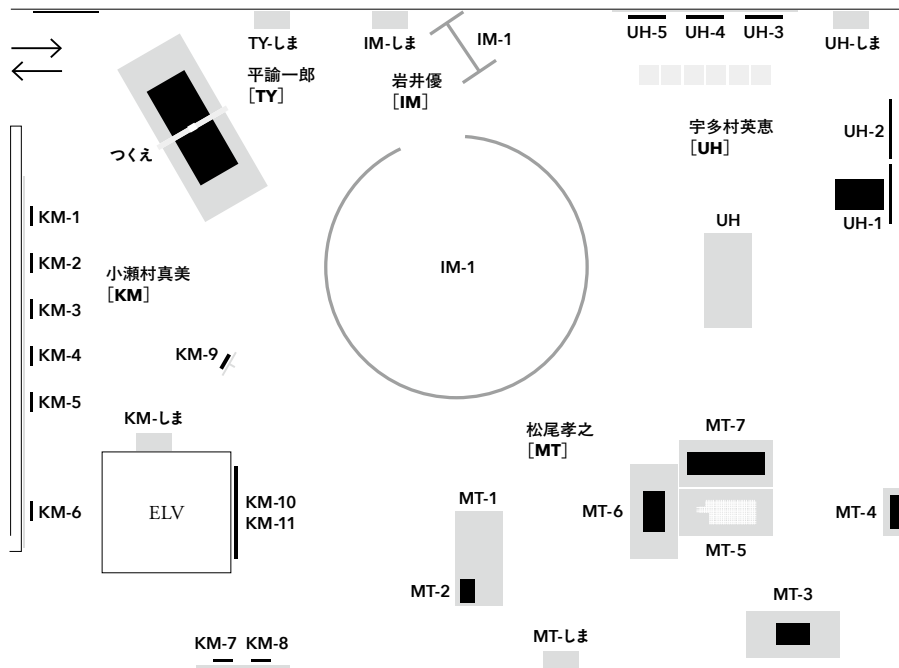 TY-しま
IM-しま
IM-1
UH-5
UH-4
UH-3
UH-しま
平諭一郎
［TY］
岩井優
［IM］
宇多村英恵
［UH］
UH-2
つくえ
KM-1
UH
UH-1
KM-2
小瀬村真美
［KM］
IM-1
KM-3
KM-4
KM-9
KM-5
KM-しま
松尾孝之
［MT］
MT-7
KM-6
ELV
KM-10
KM-11
MT-1
MT-6
MT-4
MT-5
MT-2
MT-3
KM-7
KM-8
MT-しま